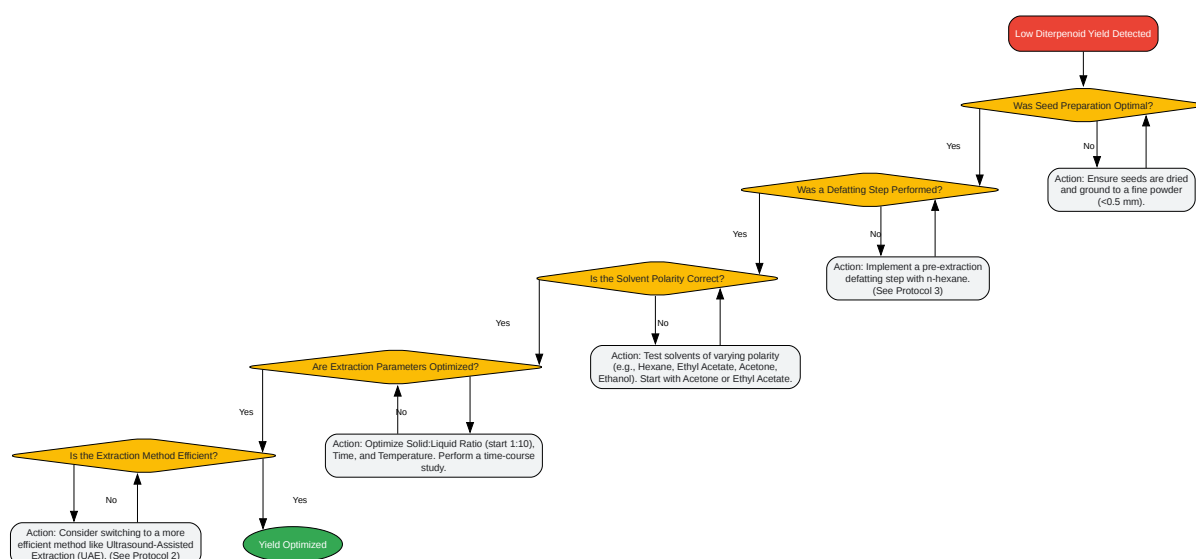 Low Diterpenoid Yield Detected
Was Seed Preparation Optimal?
Yes
No
Action: Ensure seeds are dried
and ground to a fine powder
(<0.5 mm).
Was a Defatting Step Performed?
Yes
No
Action: Implement a pre-extraction
defatting step with n-hexane.
(See Protocol 3)
Is the Solvent Polarity Correct?
Yes
No
Action: Test solvents of varying polarity
(e.g., Hexane, Ethyl Acetate, Acetone,
Ethanol). Start with Acetone or Ethyl Acetate.
Are Extraction Parameters Optimized?
Yes
No
Action: Optimize Solid:Liquid Ratio (start 1:10),
Time, and Temperature. Perform a time-course
study.
Is the Extraction Method Efficient?
No
Yes
Action: Consider switching to a more
efficient method like Ultrasound-Assisted
Extraction (UAE). (See Protocol 2)
Yield Optimized